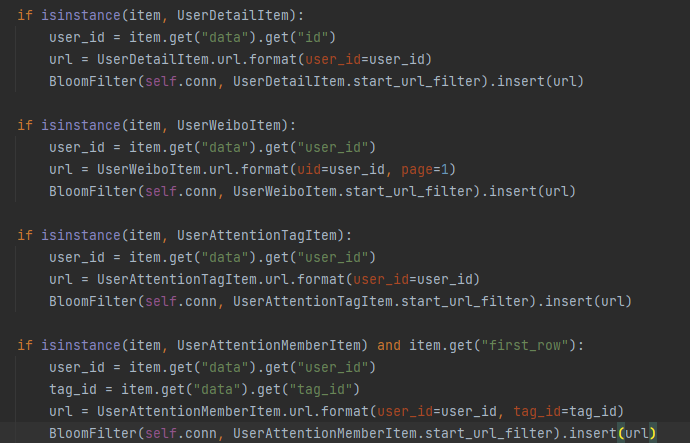 if isinstance(item, UserDetailItem):
    user_id = item.get("data").get("id")
    url = UserDetailItem.url.format(user_id=user_id)
    BloomFilter(self.conn, UserDetailItem.start_url_filter).insert(url)

if isinstance(item, UserWeiboItem):
    user_id = item.get("data").get("user_id")
    url = UserWeiboItem.url.format(uid=user_id, page=1)
    BloomFilter(self.conn, UserWeiboItem.start_url_filter).insert(url)

if isinstance(item, UserAttentionTagItem):
    user_id = item.get("data").get("user_id")
    url = UserAttentionTagItem.url.format(user_id=user_id)
    BloomFilter(self.conn, UserAttentionTagItem.start_url_filter).insert(url)

if isinstance(item, UserAttentionMemberItem) and item.get("first_row"):
    user_id = item.get("data").get("user_id")
    tag_id = item.get("data").get("tag_id")
    url = UserAttentionMemberItem.url.format(user_id=user_id, tag_id=tag_id)
    BloomFilter(self.conn, UserAttentionMemberItem.start_url_filter).insert(url)